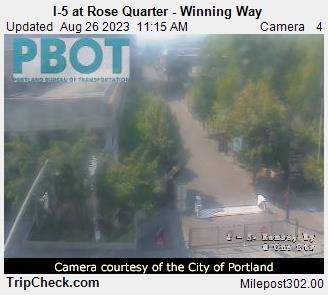 I-5 at Rose Quarter - Winning Way
Updated Aug 26 2023 11:15 AM Camera 4
PBOT
PORTLAND BUREAU OF TRANSPORTATION
Camera courtesy of the City of Portland
TripCheck.com Milepost302.00